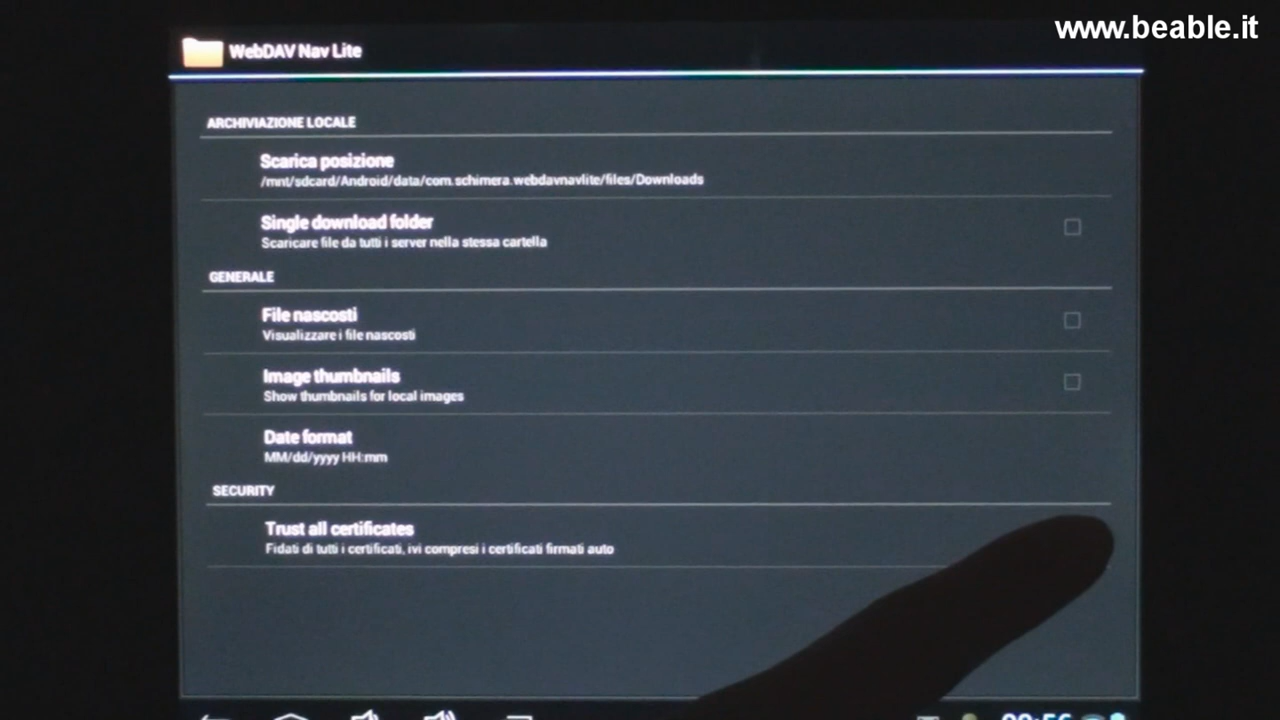 www.beable.it
WebDAV Nav Lite
ARCHIVIAZIONE LOCALE
Scarica posizione
/mnt/sdcard/Android/data/com.schimera.webdavnavlite/files/Downloads
Single download folder
Scaricare file da tutti i server nella stessa cartella
GENERALE
File nascosti
Visualizzare i file nascosti
Image thumbnails
Show thumbnails for local images
Date format
MM/dd/yyyy HH:mm
SECURITY
Trust all certificates
Fidati di tutti i certificati, ivi compresi i certificati firmati auto